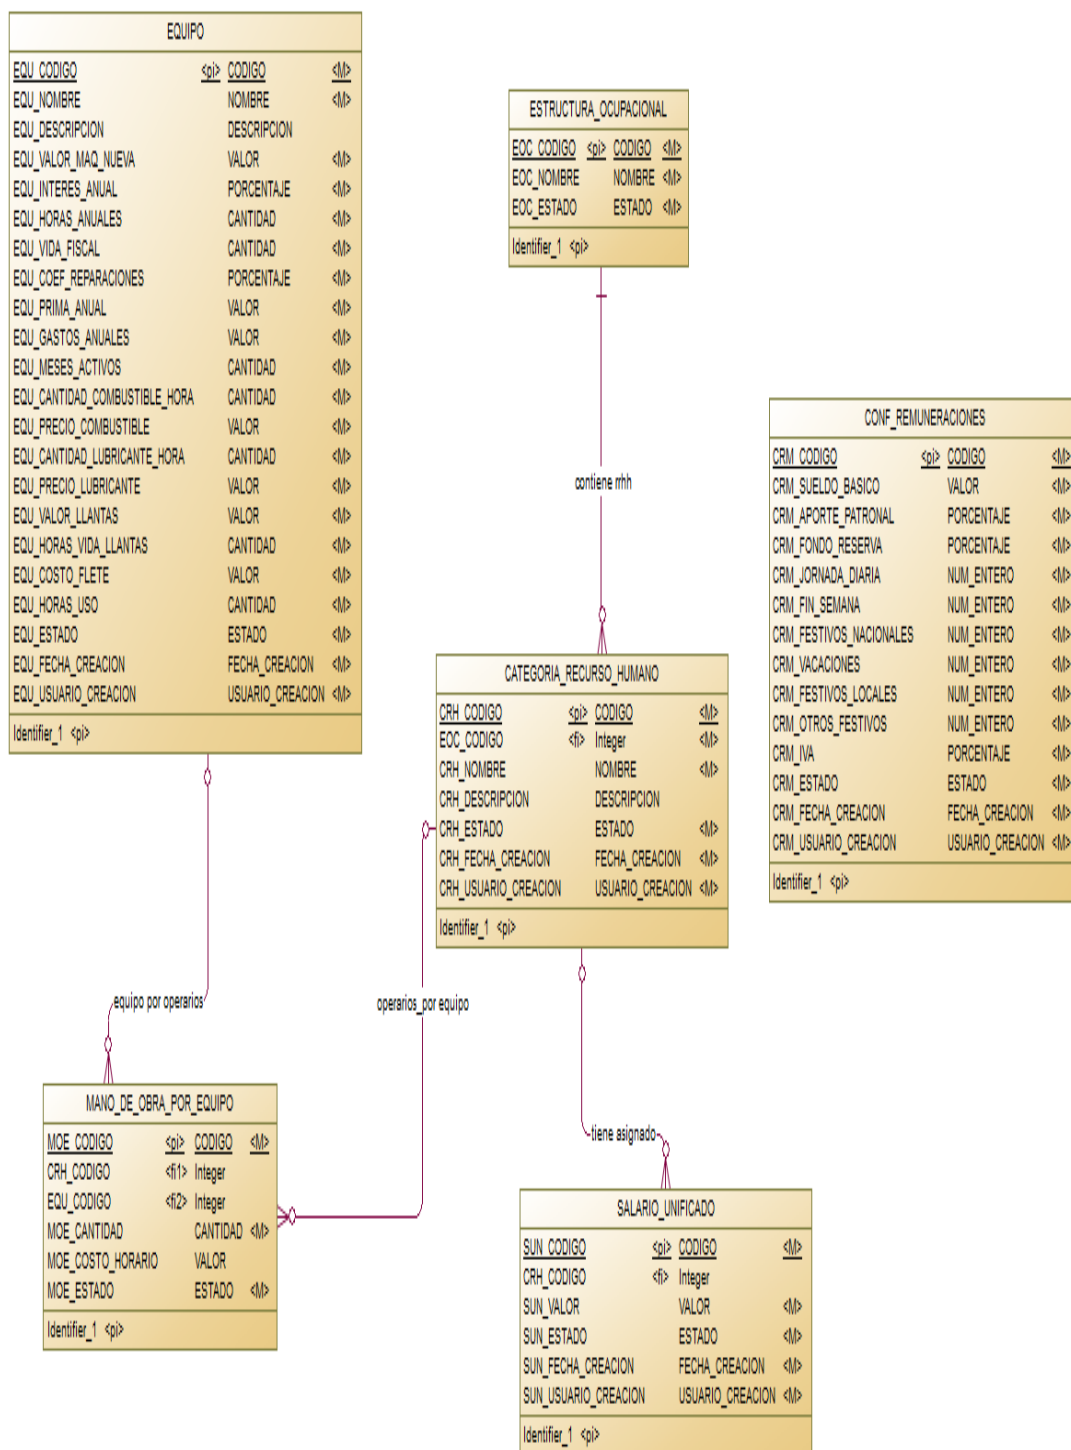 EQUIPO
EQU_CODIGO <pi> CODIGO <M>
EQU_NOMBRE NOMBRE <M>
EQU_DESCRIPCION DESCRIPCION
EQU_VALOR_MAQ_NUEVA VALOR <M>
EQU_INTERES_ANUAL PORCENTAJE <M>
EQU_HORAS_ANUALES CANTIDAD <M>
EQU_VIDA_FISCAL CANTIDAD <M>
EQU_COEF_REPARACIONES PORCENTAJE <M>
EQU_PRIMA_ANUAL VALOR <M>
EQU_GASTOS_ANUALES VALOR <M>
EQU_MESES_ACTIVOS CANTIDAD <M>
EQU_CANTIDAD_COMBUSTIBLE_HORA CANTIDAD <M>
EQU_PRECIO_COMBUSTIBLE VALOR <M>
EQU_CANTIDAD_LUBRICANTE_HORA CANTIDAD <M>
EQU_PRECIO_LUBRICANTE VALOR <M>
EQU_VALOR_LLANTAS VALOR <M>
EQU_HORAS_VIDA_LLANTAS CANTIDAD <M>
EQU_COSTO_FLETE VALOR <M>
EQU_HORAS_USO CANTIDAD <M>
EQU_ESTADO ESTADO <M>
EQU_FECHA_CREACION FECHA_CREACION <M>
EQU_USUARIO_CREACION USUARIO_CREACION <M>
Identifier_1 <pi>
ESTRUCTURA_OCUPACIONAL
EOC_CODIGO <pi> CODIGO <M>
EOC_NOMBRE NOMBRE <M>
EOC_ESTADO ESTADO <M>
Identifier_1 <pi>
contiene rrhh
CONF_REMUNERACIONES
CRM_CODIGO <pi> CODIGO <M>
CRM_SUELDO_BASICO VALOR <M>
CRM_APORTE_PATRONAL PORCENTAJE <M>
CRM_FONDO_RESERVA PORCENTAJE <M>
CRM_JORNADA_DIARIA NUM_ENTERO <M>
CRM_FIN_SEMANA NUM_ENTERO <M>
CRM_FESTIVOS_NACIONALES NUM_ENTERO <M>
CRM_VACACIONES NUM_ENTERO <M>
CRM_FESTIVOS_LOCALES NUM_ENTERO <M>
CRM_OTROS_FESTIVOS NUM_ENTERO <M>
CRM_IVA PORCENTAJE <M>
CRM_ESTADO ESTADO <M>
CRM_FECHA_CREACION FECHA_CREACION <M>
CRM_USUARIO_CREACION USUARIO_CREACION <M>
Identifier_1 <pi>
CATEGORIA_RECURSO_HUMANO
CRH_CODIGO <pi> CODIGO <M>
EOC_CODIGO <fi> Integer <M>
CRH_NOMBRE NOMBRE <M>
CRH_DESCRIPCION DESCRIPCION
CRH_ESTADO ESTADO <M>
CRH_FECHA_CREACION FECHA_CREACION <M>
CRH_USUARIO_CREACION USUARIO_CREACION <M>
Identifier_1 <pi>
equipo por operarios
operarios_por equipo
tiene asignado
MANO_DE_OBRA_POR_EQUIPO
MOE_CODIGO <pi> CODIGO <M>
CRH_CODIGO <fi1> Integer
EQU_CODIGO <fi2> Integer
MOE_CANTIDAD CANTIDAD <M>
MOE_COSTO_HORARIO VALOR
MOE_ESTADO ESTADO <M>
Identifier_1 <pi>
SALARIO_UNIFICADO
SUN_CODIGO <pi> CODIGO <M>
CRH_CODIGO <fi> Integer
SUN_VALOR VALOR <M>
SUN_ESTADO ESTADO <M>
SUN_FECHA_CREACION FECHA_CREACION <M>
SUN_USUARIO_CREACION USUARIO_CREACION <M>
Identifier_1 <pi>